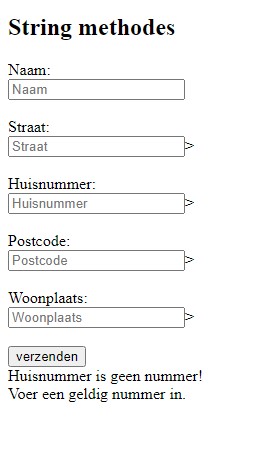 String methodes
Naam:
Naam
Straat:
Straat>
Huisnummer:
Huisnummer>
Postcode:
Postcode>
Woonplaats:
Woonplaats>
verzenden
Huisnummer is geen nummer!
Voer een geldig nummer in.